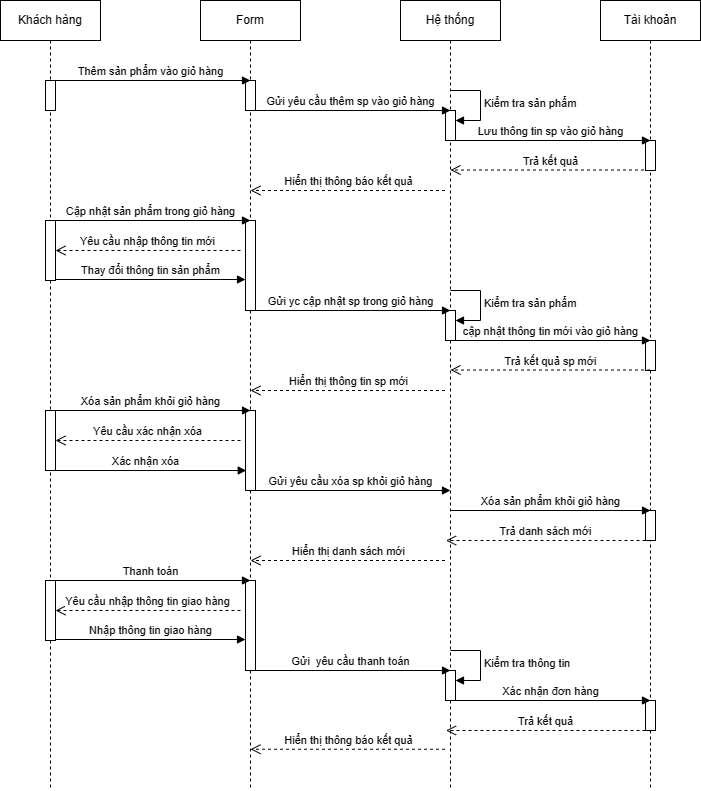 Khách hàng
Form
Hệ thống
Tài khoản
Thêm sản phẩm vào giỏ hàng
Gửi yêu cầu thêm sp vào giỏ hàng
Kiểm tra sản phẩm
Lưu thông tin sp vào giỏ hàng
Trả kết quả
Hiển thị thông báo kết quả
Cập nhật sản phẩm trong giỏ hàng
Yêu cầu nhập thông tin mới
Thay đổi thông tin sản phẩm
Gửi yc cập nhật sp trong giỏ hàng
Kiểm tra sản phẩm
cập nhật thông tin mới vào giỏ hàng
Trả kết quả sp mới
Hiển thị thông tin sp mới
Xóa sản phẩm khỏi giỏ hàng
Yêu cầu xác nhận xóa
Xác nhận xóa
Gửi yêu cầu xóa sp khỏi giỏ hàng
Xóa sản phẩm khỏi giỏ hàng
Trả danh sách mới
Hiển thị danh sách mới
Thanh toán
Yêu cầu nhập thông tin giao hàng
Nhập thông tin giao hàng
Gửi yêu cầu thanh toán
Kiểm tra thông tin
Xác nhận đơn hàng
Trả kết quả
Hiển thị thông báo kết quả